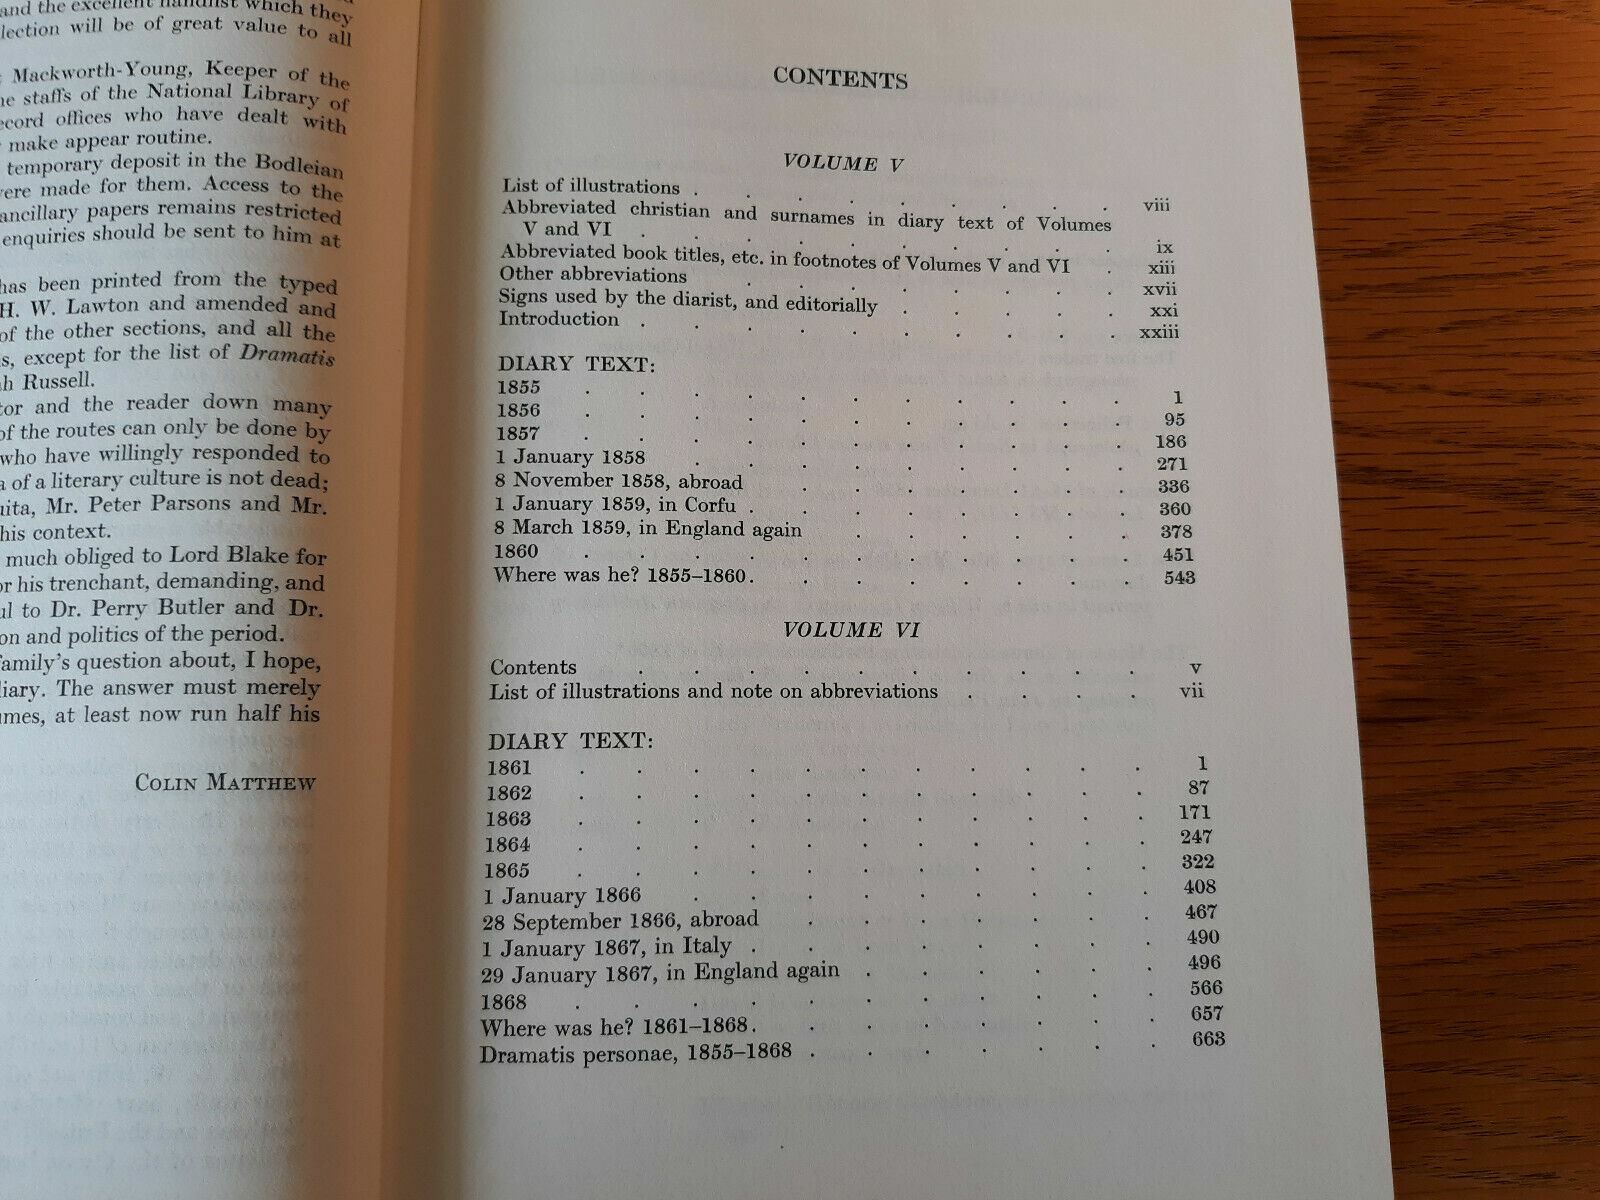 and the excellent handlist which they
lection will be of great value to all
Mackworth-Young, Keeper of the
staffs of the National Library of
ecord offices who have dealt with
make appear routine.
temporary deposit in the Bodleian
were made for them. Access to the
ancillary papers remains restricted
enquiries should be sent to him at
has been printed from the typed
H. W. Lawton and amended and
of the other sections, and all the
s, except for the list of Dramatis
h Russell.
tor and the reader down many
of the routes can only be done by
who have willingly responded to
a of a literary culture is not dead;
uita, Mr. Peter Parsons and Mr.
his context.
much obliged to Lord Blake for
or his trenchant, demanding, and
ul to Dr. Perry Butler and Dr.
on and politics of the period.
family's question about, I hope,
diary. The answer must merely
umes, at least now run half his
COLIN MATTHEW
CONTENTS
VOLUME V
List of illustrations . . . . . . . . viii
Abbreviated christian and surnames in diary text of Volumes
V and VI . . . . . . . . . ix
Abbreviated book titles, etc. in footnotes of Volumes V and VI . xiii
Other abbreviations . . . . . . . . xvii
Signs used by the diarist, and editorially . . . . . xxi
Introduction . . . . . . . . . xxiii
DIARY TEXT:
1855 . . . . . . . . . . 1
1856 . . . . . . . . . . 95
1857 . . . . . . . . . . 186
1 January 1858 . . . . . . . . 271
8 November 1858, abroad . . . . . . 336
1 January 1859, in Corfu . . . . . . . 360
8 March 1859, in England again . . . . . 378
1860 . . . . . . . . . . 451
Where was he? 1855–1860. . . . . . . 543
VOLUME VI
Contents . . . . . . . . . v
List of illustrations and note on abbreviations . . . . vii
DIARY TEXT:
1861 . . . . . . . . . . 1
1862 . . . . . . . . . . 87
1863 . . . . . . . . . . 171
1864 . . . . . . . . . . 247
1865 . . . . . . . . . . 322
1 January 1866 . . . . . . . . 408
28 September 1866, abroad . . . . . . 467
1 January 1867, in Italy . . . . . . . 490
29 January 1867, in England again . . . . . 496
1868 . . . . . . . . . . 566
Where was he? 1861–1868. . . . . . . 657
Dramatis personae, 1855–1868 . . . . . . 663